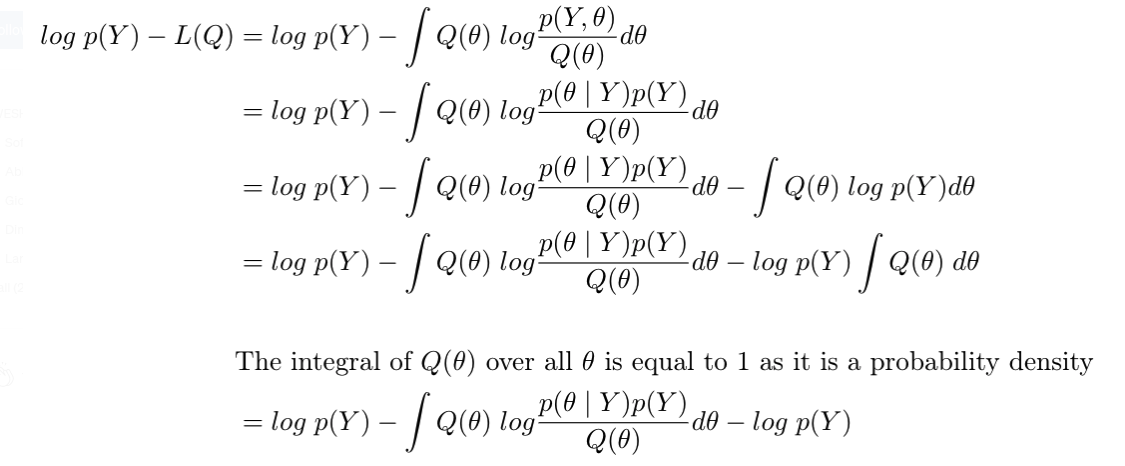 log p(Y) − L(Q) = log p(Y) − ∫ Q(θ) log p(Y, θ)/Q(θ) dθ
= log p(Y) − ∫ Q(θ) log p(θ | Y)p(Y)/Q(θ) dθ
= log p(Y) − ∫ Q(θ) log p(θ | Y)p(Y)/Q(θ) dθ − ∫ Q(θ) log p(Y)dθ
= log p(Y) − ∫ Q(θ) log p(θ | Y)p(Y)/Q(θ) dθ − log p(Y) ∫ Q(θ) dθ
The integral of Q(θ) over all θ is equal to 1 as it is a probability density
= log p(Y) − ∫ Q(θ) log p(θ | Y)p(Y)/Q(θ) dθ − log p(Y)